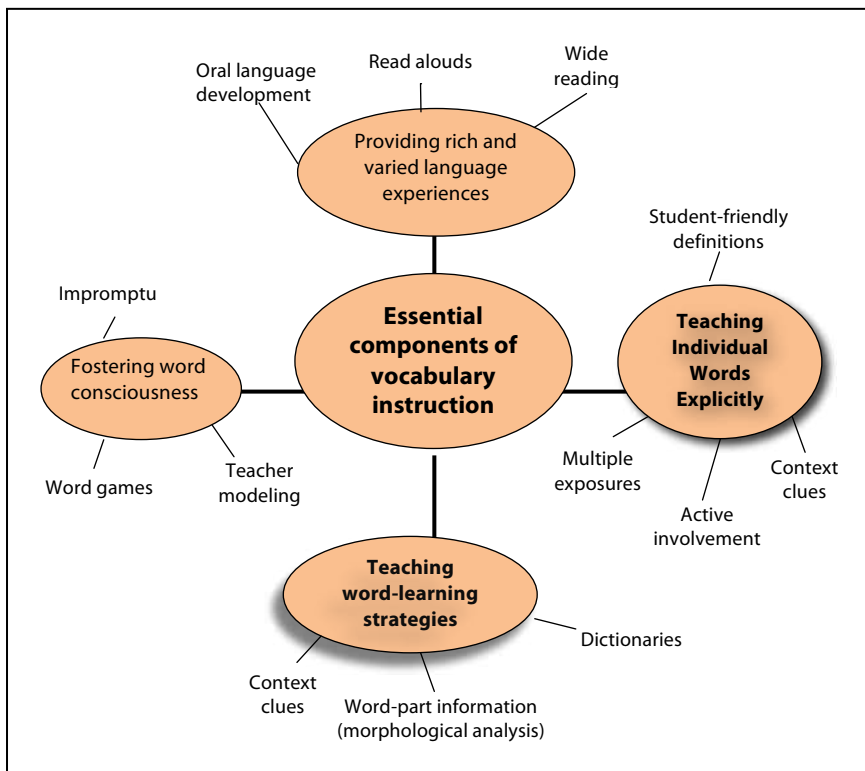 Oral language
development
Read alouds
Wide
reading
Providing rich and
varied language
experiences
Student-friendly
definitions
Impromptu
Fostering word
consciousness
Word games
Teacher
modeling
Essential
components of
vocabulary
instruction
Teaching
Individual
Words
Explicitly
Multiple
exposures
Active
involvement
Context
clues
Teaching
word-learning
strategies
Context
clues
Word-part information
(morphological analysis)
Dictionaries